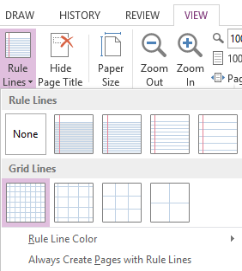 DRAW HISTORY REVIEW VIEW
Rule Lines Hide Page Title Paper Size Zoom Out Zoom In 100
100
Rule Lines
None
Grid Lines
Rule Line Color
Always Create Pages with Rule Lines